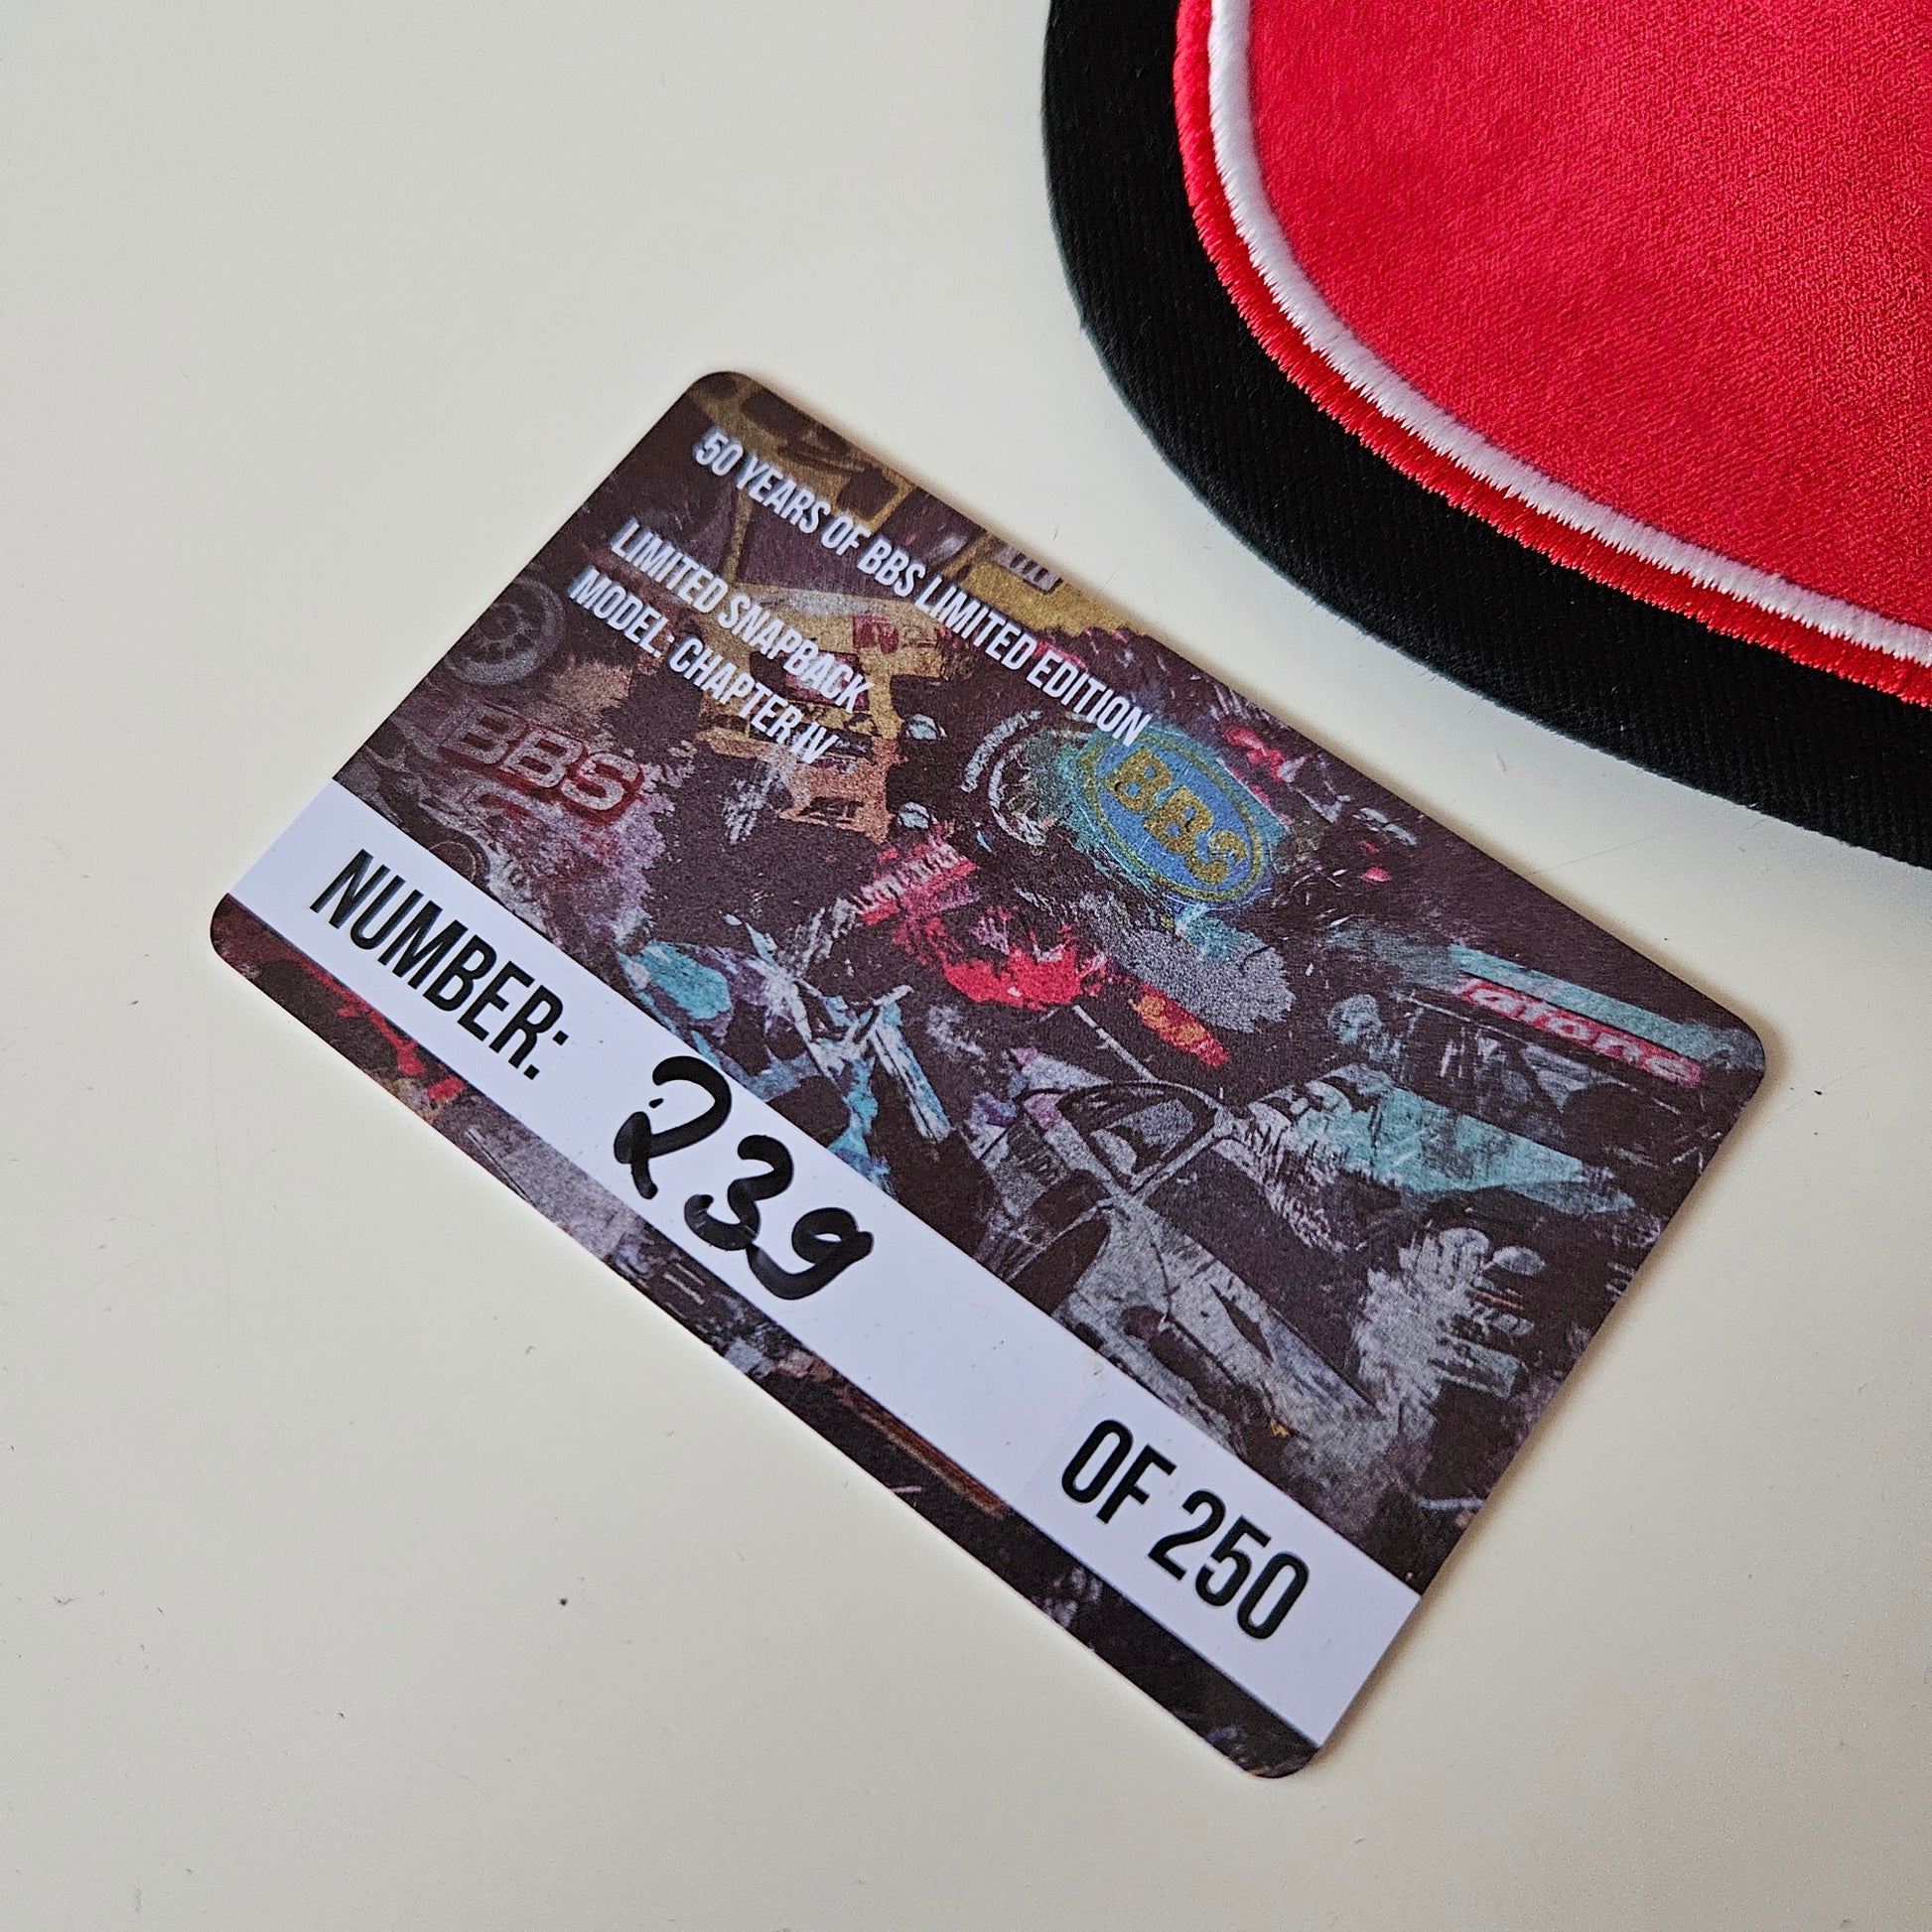 50 YEARS OF BBS LIMITED EDITION
LIMITED SNAPBACK
MODEL: CHAPTER IV
BBS
BBS
NUMBER: 239 OF 250